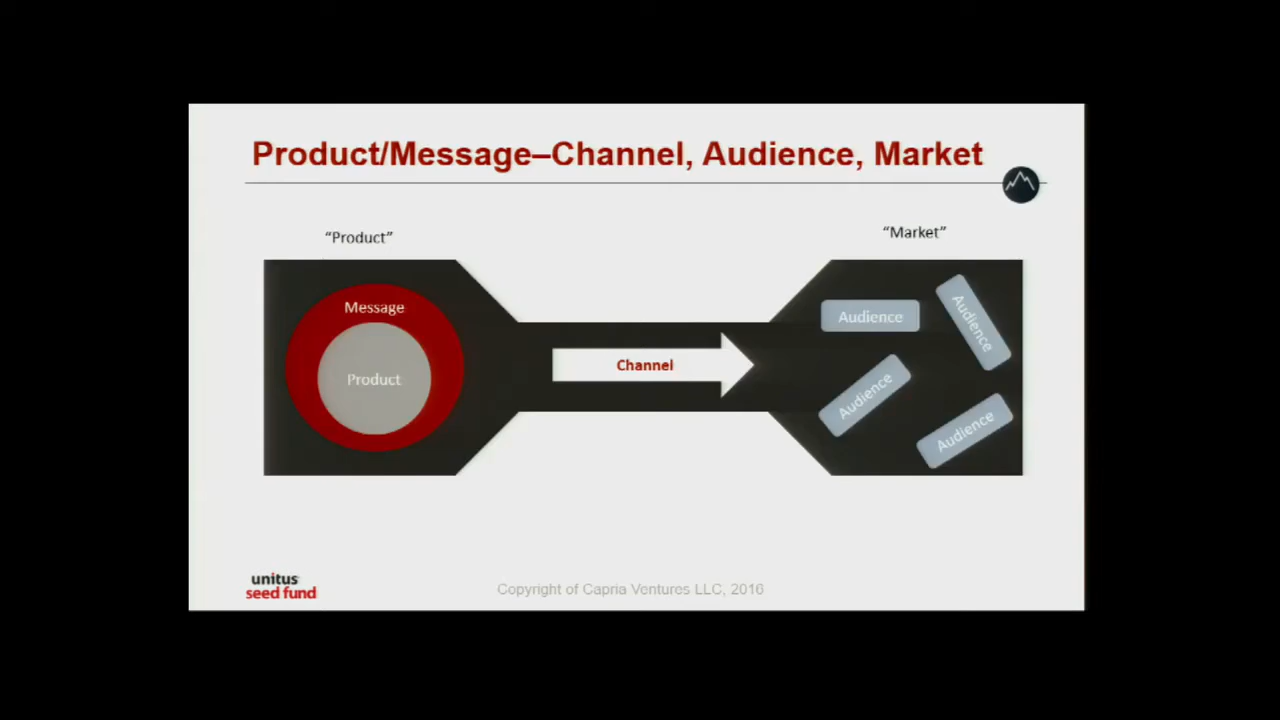 Product/Message–Channel, Audience, Market
“Product”
“Market”
Message
Product
Channel
Audience
Audience
Audience
Audience
unitus
seed fund
Copyright of Capria Ventures LLC, 2016